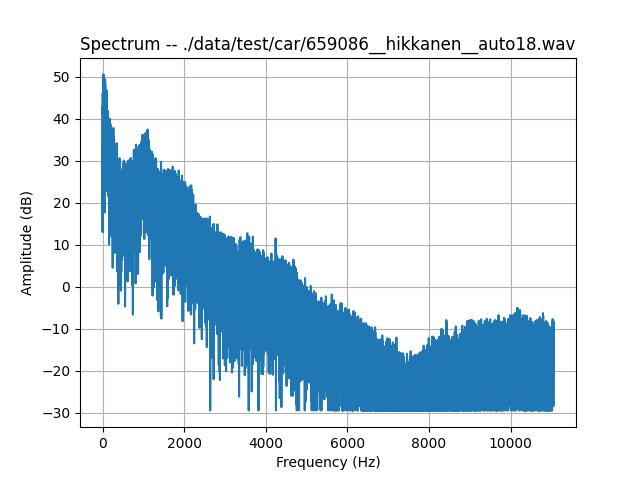 Spectrum -- ./data/test/car/659086__hikkanen__auto18.wav
50
40
30
20
10
0
−10
−20
−30
Amplitude (dB)
0 2000 4000 6000 8000 10000
Frequency (Hz)